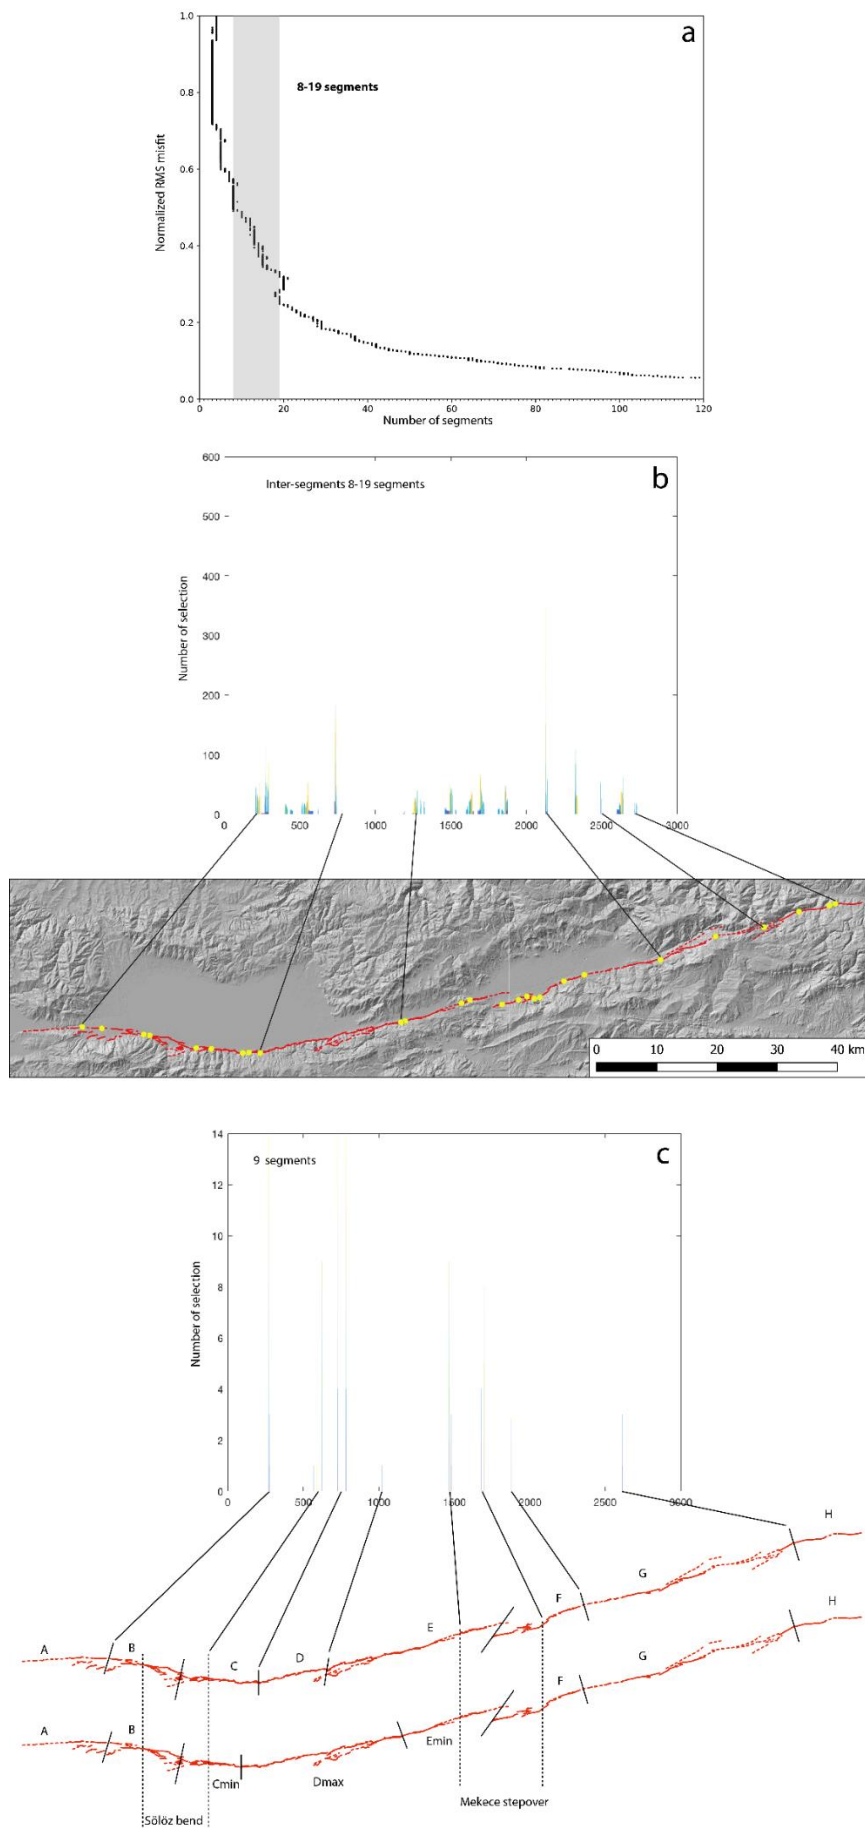 a
1.0
8-19 segments
0.8
Normalized RMS misfit
0.6
0.4
0.2
0.0
0 20 40 60 80 100 120
Number of segments
b
600
Inter-segments 8-19 segments
500
400
Number of selection
300
200
100
0
0 500 1000 1500 2000 2500 3000
0 10 20 30 40 km
c
14
9 segments
12
10
Number of selection
8
6
4
2
0
0 500 1000 1500 2000 2500 3000
H
G
F
E
D
C
B
A
H
G
F
Emin
B
A
Cmin
Dmax
Mekece stepover
Sölöz bend